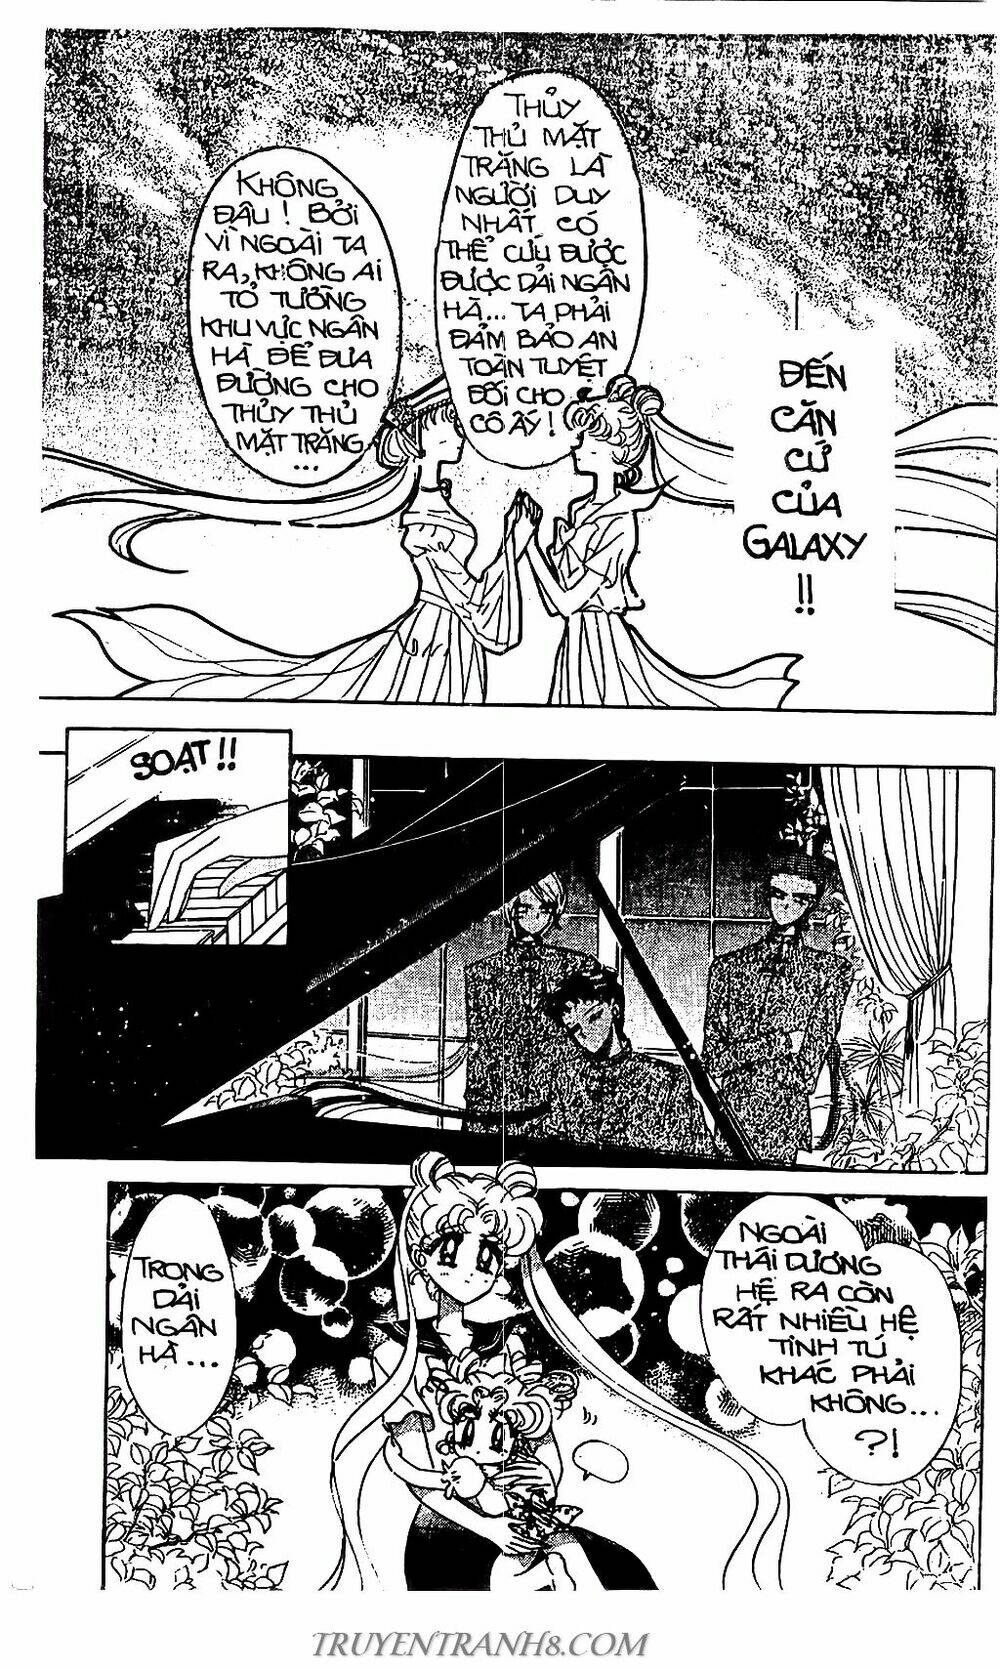 THỦY
THỦ MẶT
TRĂNG LÀ
NGƯỜI DUY
NHẤT CÓ
THỂ CỨU ĐƯỢC
ĐƯỢC DẢI NGÂN
HÀ... TA PHẢI
ĐẢM BẢO AN
TOÀN TUYỆT
ĐỐI CHO
CÔ ẤY!
KHÔNG
ĐÂU! BỞI
VÌ NGOÀI TA
RA, KHÔNG AI
TỎ TƯỜNG
KHU VỰC NGÂN
HÀ ĐỂ ĐƯA
ĐƯỜNG CHO
THỦY THỦ
MẶT TRĂNG
...
ĐẾN
CĂN
CỨ
CỦA
GALAXY
!!
SOẠT!!
TRONG
DẢI
NGÂN
HÀ...
NGOÀI
THÁI DƯƠNG
HỆ RA CÒN
RẤT NHIỀU HỆ
TINH TÚ
KHÁC PHẢI
KHÔNG...
?!
TRUYENTRANH8.COM